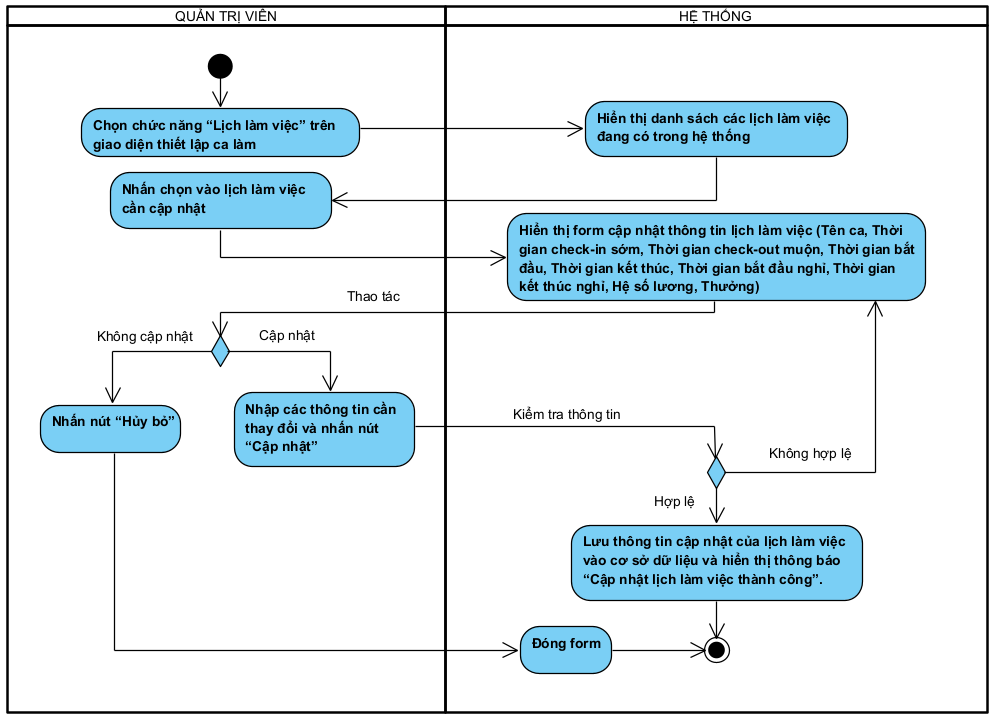 QUẢN TRỊ VIÊN
HỆ THỐNG
Chọn chức năng “Lịch làm việc” trên
giao diện thiết lập ca làm
Hiển thị danh sách các lịch làm việc
đang có trong hệ thống
Nhấn chọn vào lịch làm việc
cần cập nhật
Hiển thị form cập nhật thông tin lịch làm việc (Tên ca, Thời
gian check-in sớm, Thời gian check-out muộn, Thời gian bắt
đầu, Thời gian kết thúc, Thời gian bắt đầu nghỉ, Thời gian
kết thúc nghỉ, Hệ số lương, Thưởng)
Thao tác
Không cập nhật
Cập nhật
Nhấn nút “Hủy bỏ”
Nhập các thông tin cần
thay đổi và nhấn nút
“Cập nhật”
Kiểm tra thông tin
Không hợp lệ
Hợp lệ
Lưu thông tin cập nhật của lịch làm việc
vào cơ sở dữ liệu và hiển thị thông báo
“Cập nhật lịch làm việc thành công”.
Đóng form